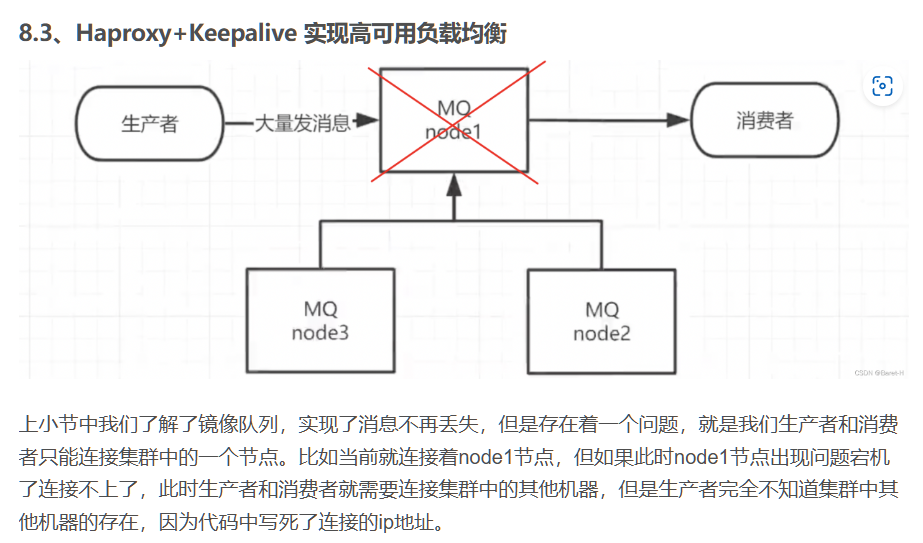 8.3、Haproxy+Keepalive 实现高可用负载均衡
生产者
大量发消息
MQ
node1
消费者
MQ
node3
MQ
node2
CSDN @Baret-H
上小节中我们了解了镜像队列，实现了消息不再丢失，但是存在着一个问题，就是我们生产者和消费
者只能连接集群中的一个节点。比如当前就连接着node1节点，但如果此时node1节点出现问题宕机
了连接不上了，此时生产者和消费者就需要连接集群中的其他机器，但是生产者完全不知道集群中其
他机器的存在，因为代码中写死了连接的ip地址。